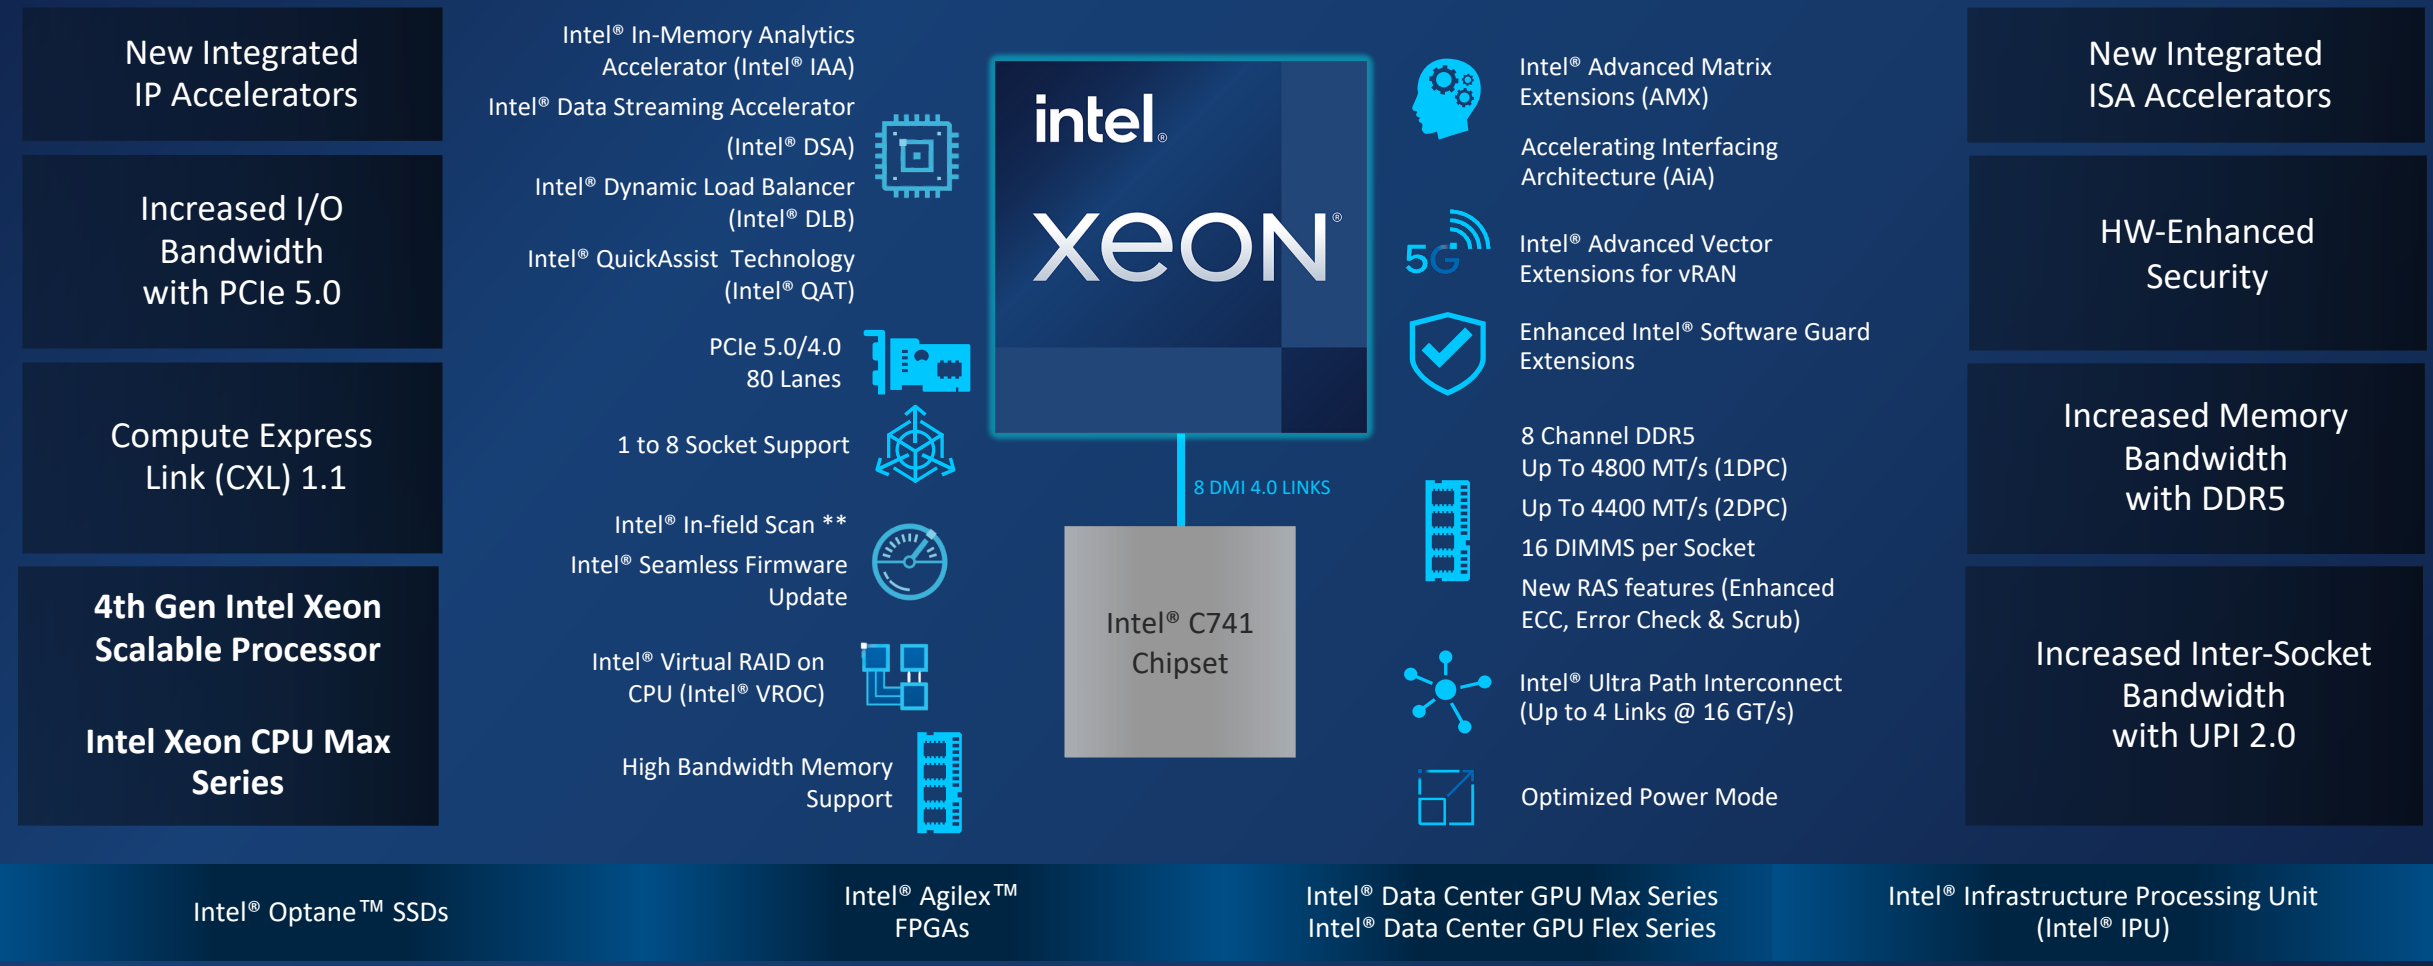 New Integrated
IP Accelerators
Increased I/O
Bandwidth
with PCIe 5.0
Compute Express
Link (CXL) 1.1
4th Gen Intel Xeon
Scalable Processor
Intel Xeon CPU Max
Series
Intel® In-Memory Analytics
Accelerator (Intel® IAA)
Intel® Data Streaming Accelerator
(Intel® DSA)
Intel® Dynamic Load Balancer
(Intel® DLB)
Intel® QuickAssist Technology
(Intel® QAT)
PCIe 5.0/4.0
80 Lanes
1 to 8 Socket Support
Intel® In-field Scan **
Intel® Seamless Firmware
Update
Intel® Virtual RAID on
CPU (Intel® VROC)
High Bandwidth Memory
Support
intel®
xeon®
8 DMI 4.0 LINKS
Intel® C741
Chipset
Intel® Advanced Matrix
Extensions (AMX)
Accelerating Interfacing
Architecture (AiA)
5G
Intel® Advanced Vector
Extensions for vRAN
Enhanced Intel® Software Guard
Extensions
8 Channel DDR5
Up To 4800 MT/s (1DPC)
Up To 4400 MT/s (2DPC)
16 DIMMS per Socket
New RAS features (Enhanced
ECC, Error Check & Scrub)
Intel® Ultra Path Interconnect
(Up to 4 Links @ 16 GT/s)
Optimized Power Mode
New Integrated
ISA Accelerators
HW-Enhanced
Security
Increased Memory
Bandwidth
with DDR5
Increased Inter-Socket
Bandwidth
with UPI 2.0
Intel® Optane™ SSDs
Intel® Agilex™
FPGAs
Intel® Data Center GPU Max Series
Intel® Data Center GPU Flex Series
Intel® Infrastructure Processing Unit
(Intel® IPU)